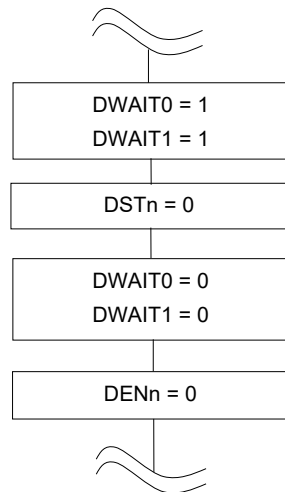 DWAIT0 = 1
DWAIT1 = 1
DSTn = 0
DWAIT0 = 0
DWAIT1 = 0
DENn = 0